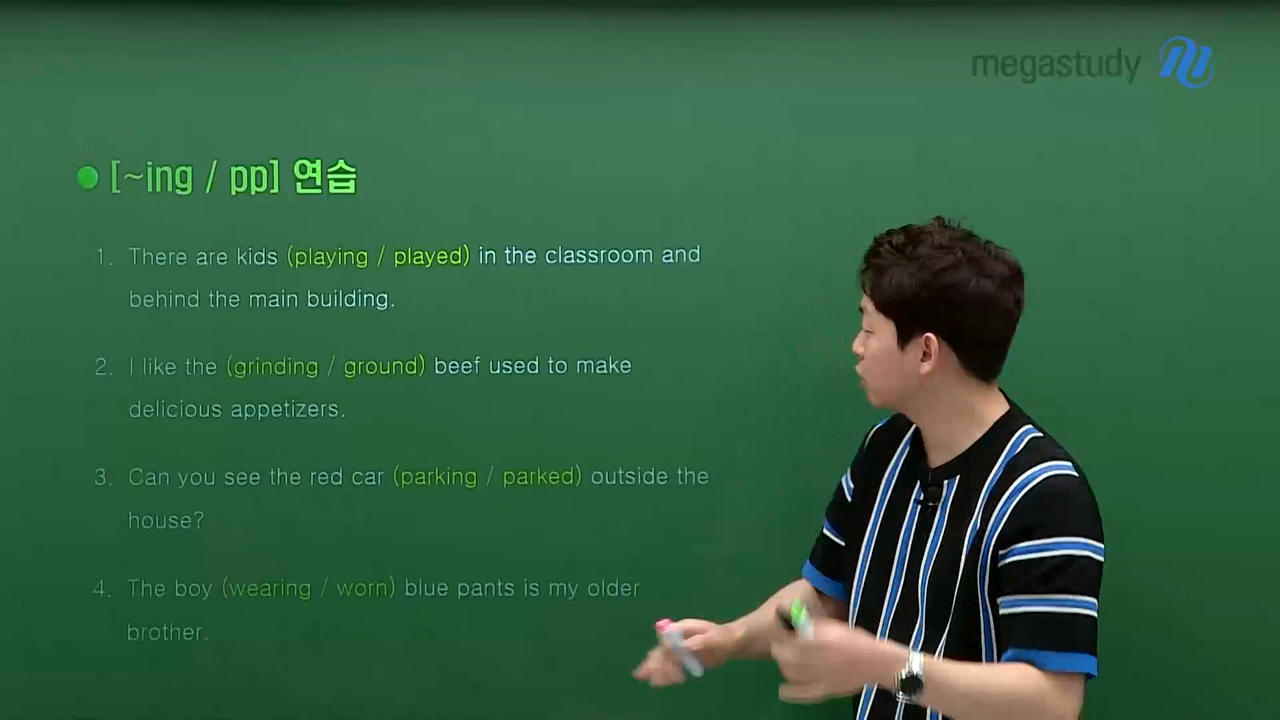 megastudy
[~ing / pp] 연습
1. There are kids (playing / played) in the classroom and
behind the main building.
2. I like the (grinding / ground) beef used to make
delicious appetizers.
3. Can you see the red car (parking / parked) outside the
house?
4. The boy (wearing / worn) blue pants is my older
brother.